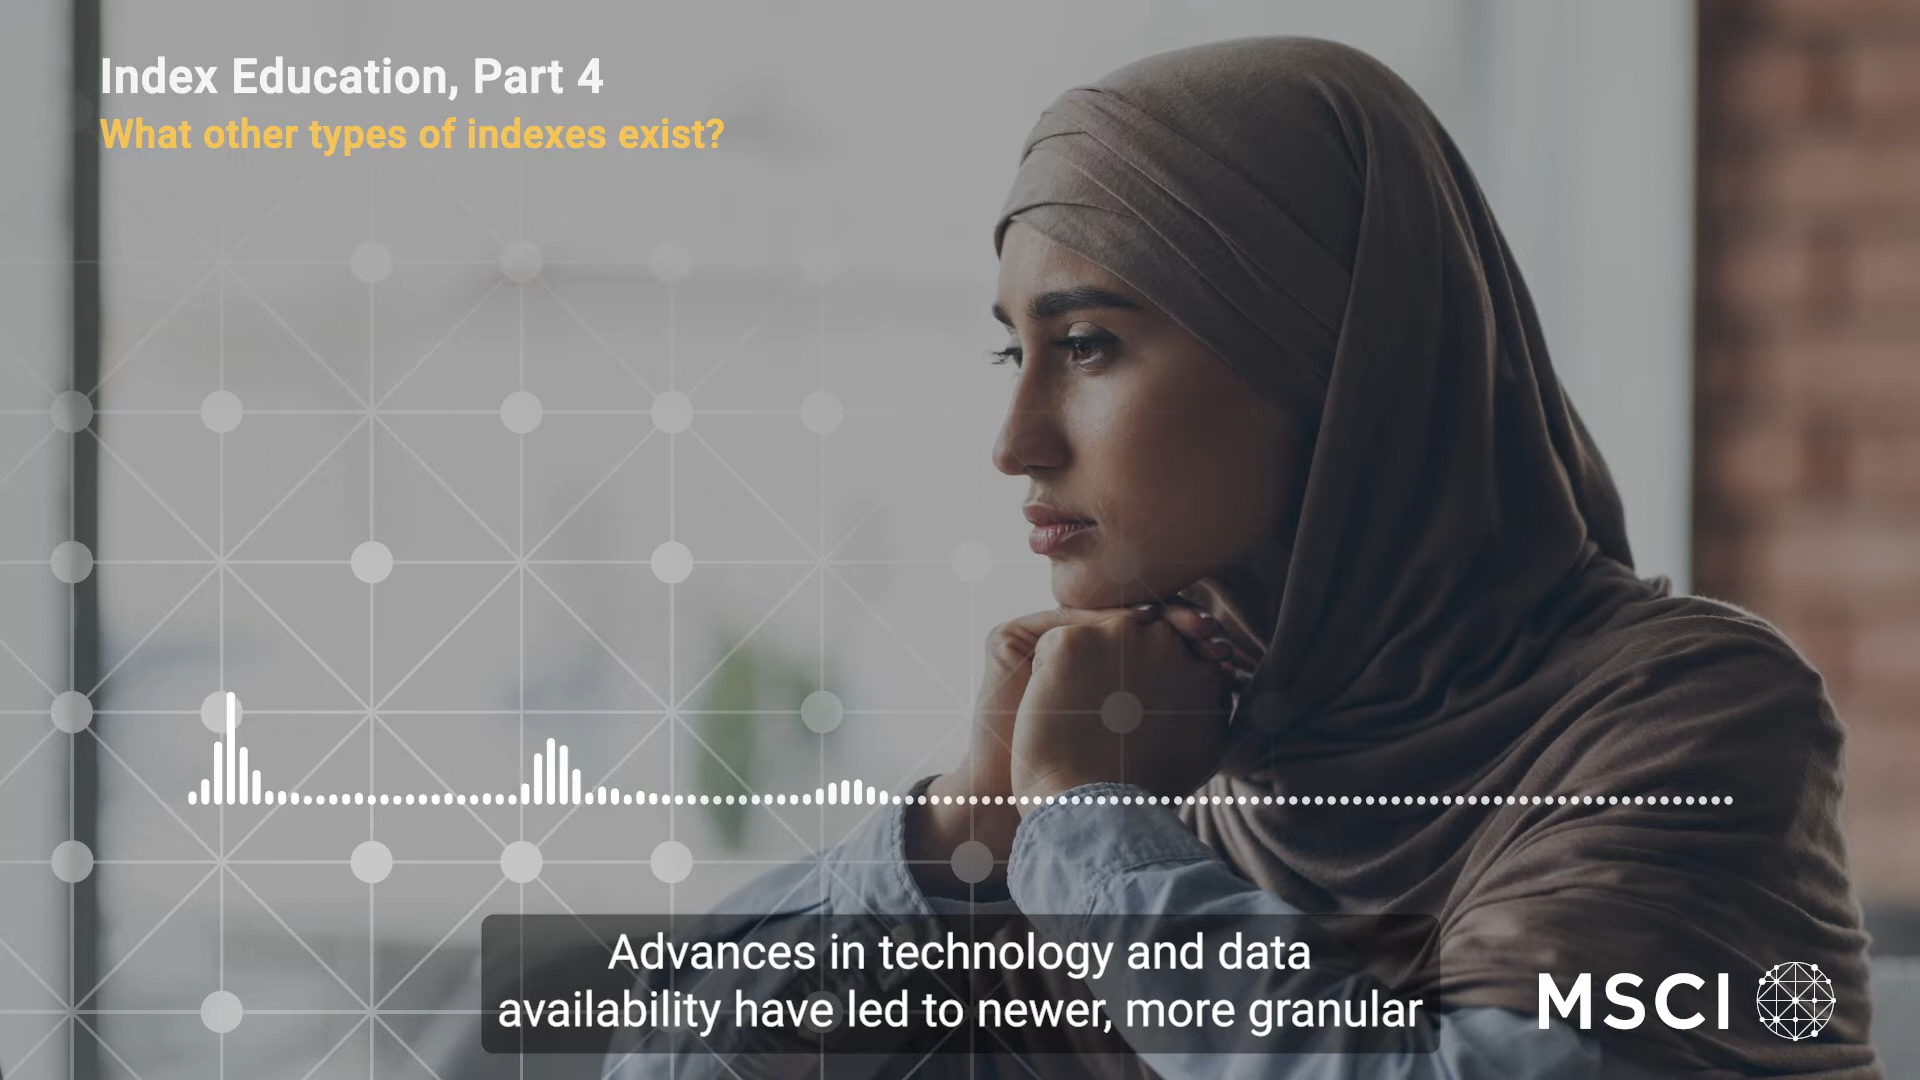 Index Education, Part 4
What other types of indexes exist?
Advances in technology and data
availability have led to newer, more granular
MSCI